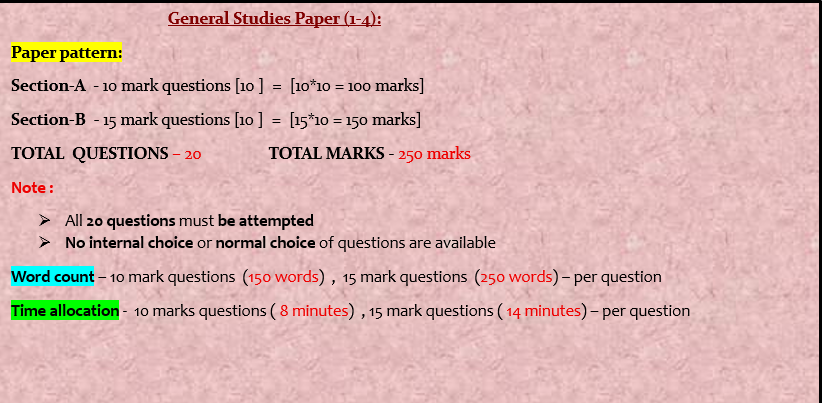 General Studies Paper (1-4):
Paper pattern:
Section-A - 10 mark questions [10 ] = [10*10 = 100 marks]
Section-B - 15 mark questions [10 ] = [15*10 = 150 marks]
TOTAL QUESTIONS – 20 TOTAL MARKS - 250 marks
Note :
➢ All 20 questions must be attempted
➢ No internal choice or normal choice of questions are available
Word count – 10 mark questions (150 words) , 15 mark questions (250 words) – per question
Time allocation - 10 marks questions ( 8 minutes) , 15 mark questions ( 14 minutes) – per question